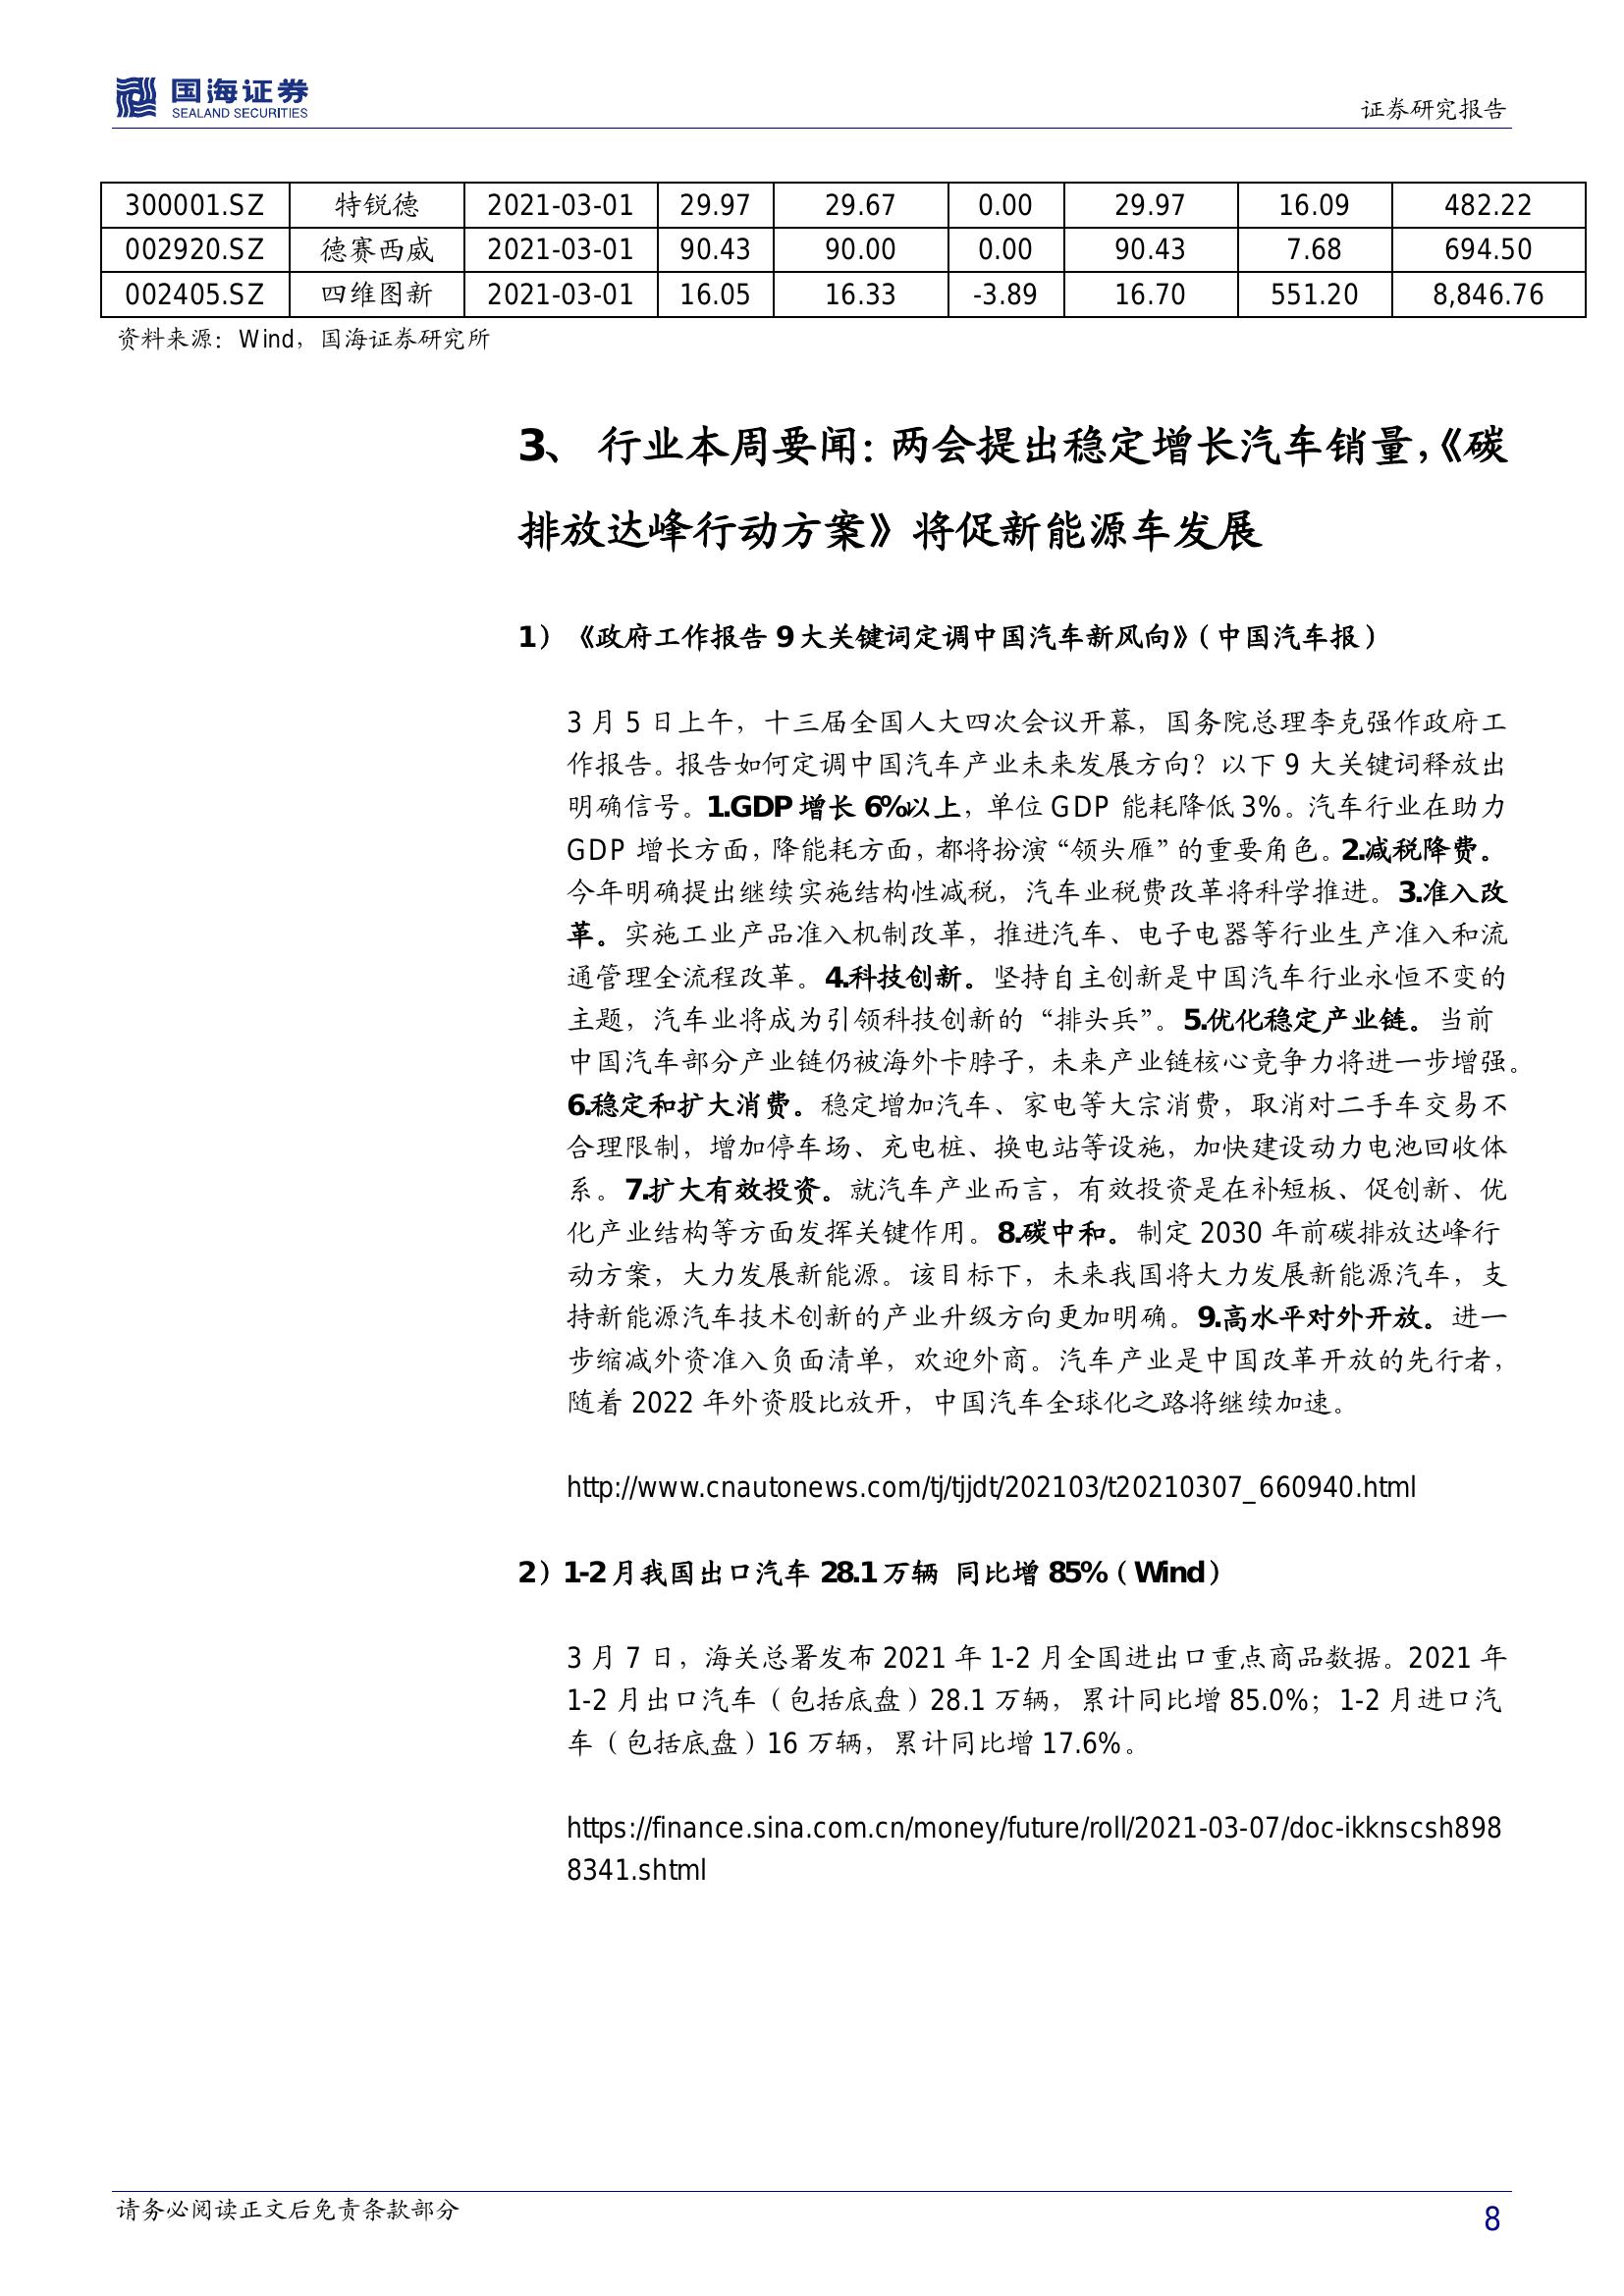 国海证券
SEALAND SECURITIES
证券研究报告
300001.SZ 特锐德 2021-03-01 29.97 29.67 0.00 29.97 16.09 482.22
002920.SZ 德赛西威 2021-03-01 90.43 90.00 0.00 90.43 7.68 694.50
002405.SZ 四维图新 2021-03-01 16.05 16.33 -3.89 16.70 551.20 8,846.76
资料来源：Wind，国海证券研究所
3、 行业本周要闻：两会提出稳定增长汽车销量，《碳
排放达峰行动方案》将促新能源车发展
1）《政府工作报告 9 大关键词定调中国汽车新风向》（中国汽车报）
3 月 5 日上午，十三届全国人大四次会议开幕，国务院总理李克强作政府工
作报告。报告如何定调中国汽车产业未来发展方向？以下 9 大关键词释放出
明确信号。1.GDP 增长 6%以上，单位 GDP 能耗降低 3%。汽车行业在助力
GDP 增长方面，降能耗方面，都将扮演“领头雁”的重要角色。2.减税降费。
今年明确提出继续实施结构性减税，汽车业税费改革将科学推进。3.准入改
革。实施工业产品准入机制改革，推进汽车、电子电器等行业生产准入和流
通管理全流程改革。4.科技创新。坚持自主创新是中国汽车行业永恒不变的
主题，汽车业将成为引领科技创新的“排头兵”。5.优化稳定产业链。当前
中国汽车部分产业链仍被海外卡脖子，未来产业链核心竞争力将进一步增强。
6.稳定和扩大消费。稳定增加汽车、家电等大宗消费，取消对二手车交易不
合理限制，增加停车场、充电桩、换电站等设施，加快建设动力电池回收体
系。7.扩大有效投资。就汽车产业而言，有效投资是在补短板、促创新、优
化产业结构等方面发挥关键作用。8.碳中和。制定 2030 年前碳排放达峰行
动方案，大力发展新能源。该目标下，未来我国将大力发展新能源汽车，支
持新能源汽车技术创新的产业升级方向更加明确。9.高水平对外开放。进一
步缩减外资准入负面清单，欢迎外商。汽车产业是中国改革开放的先行者，
随着 2022 年外资股比放开，中国汽车全球化之路将继续加速。
http://www.cnautonews.com/tj/tjjdt/202103/t20210307_660940.html
2）1-2 月我国出口汽车 28.1 万辆 同比增 85%（Wind）
3 月 7 日，海关总署发布 2021 年 1-2 月全国进出口重点商品数据。2021 年
1-2 月出口汽车（包括底盘）28.1 万辆，累计同比增 85.0%；1-2 月进口汽
车（包括底盘）16 万辆，累计同比增 17.6%。
https://finance.sina.com.cn/money/future/roll/2021-03-07/doc-ikknscsh898
8341.shtml
请务必阅读正文后免责条款部分
8